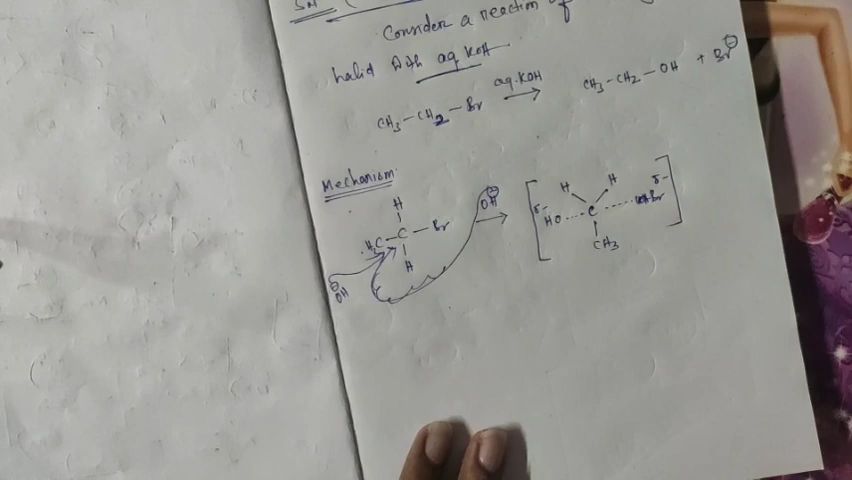 Consider a reaction of
halid with aq KOH
CH₃-CH₂-Br aq.KOH → CH₃-CH₂-OH + Br⊖
Mechanism:
H
H₃C-C-Br
H
⊖OH
⊖OH →
H H
δ- HO....C......Br δ-
CH₃